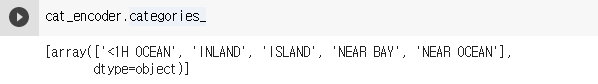 cat_encoder.categories_
[array(['<1H OCEAN', 'INLAND', 'ISLAND', 'NEAR BAY', 'NEAR OCEAN'],
dtype=object)]